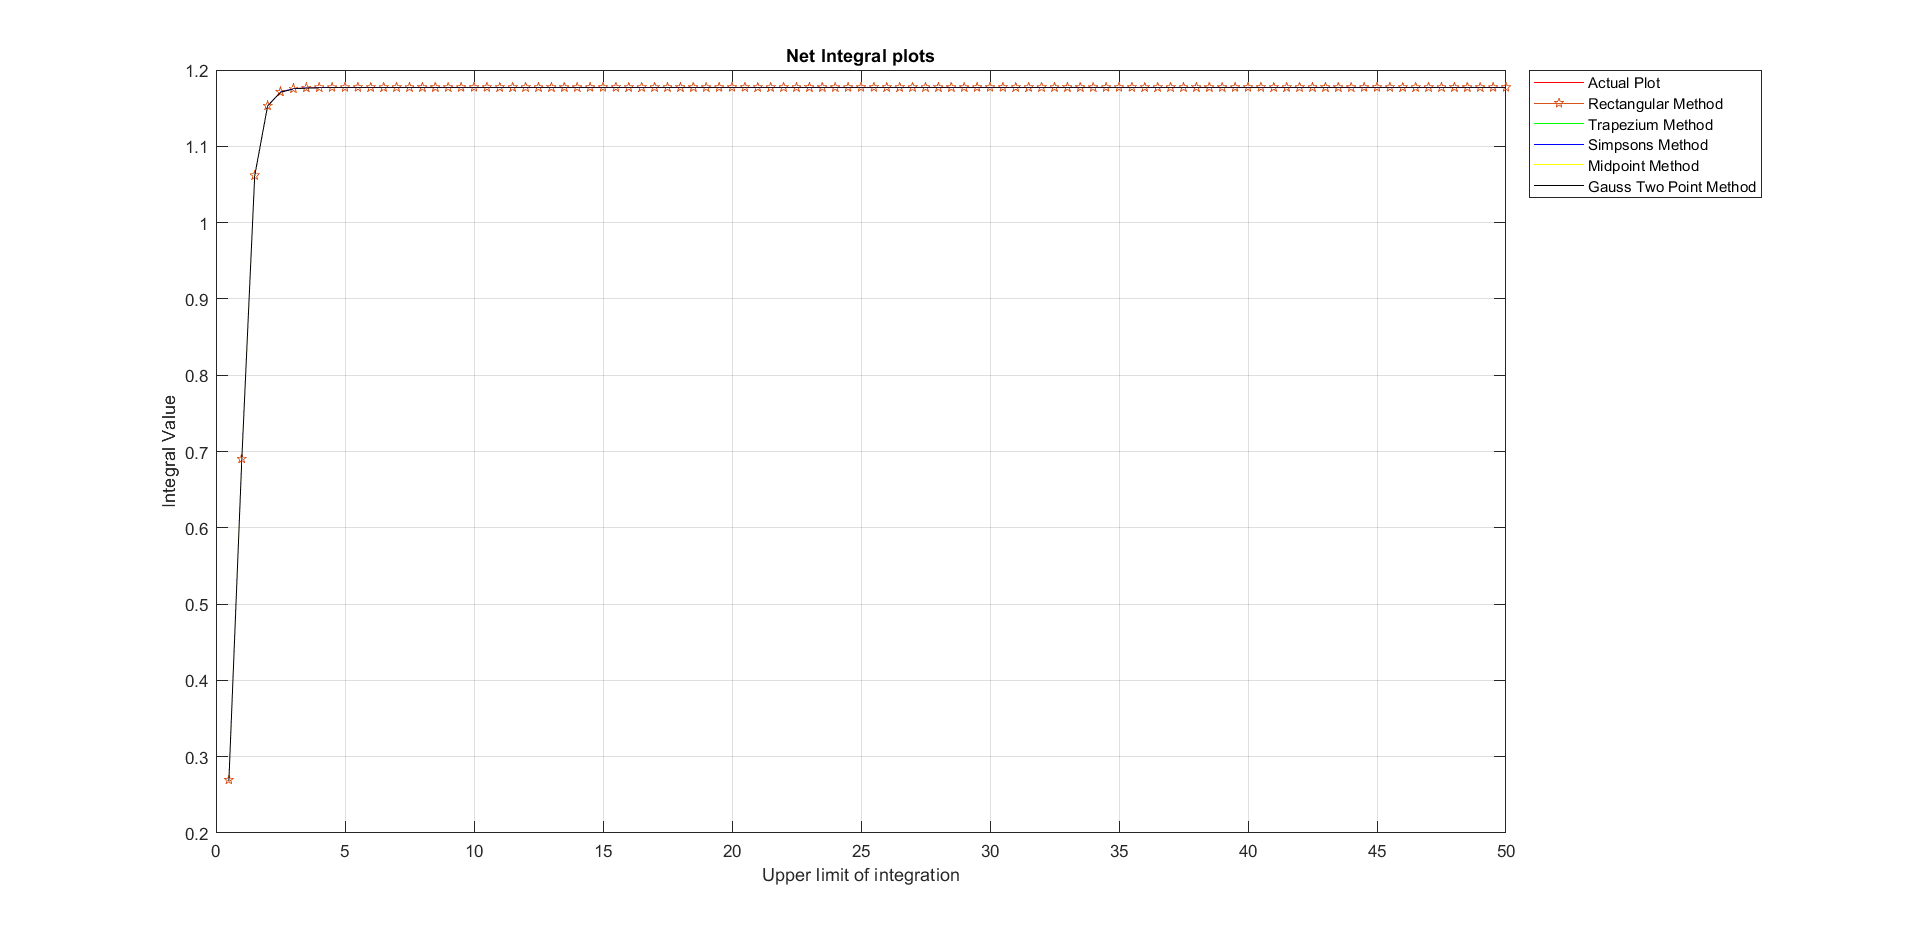 Net Integral plots
1.2
1.1
1
0.9
0.8
0.7
0.6
0.5
0.4
0.3
0.2
Integral Value
0 5 10 15 20 25 30 35 40 45 50
Upper limit of integration
Actual Plot
Rectangular Method
Trapezium Method
Simpsons Method
Midpoint Method
Gauss Two Point Method